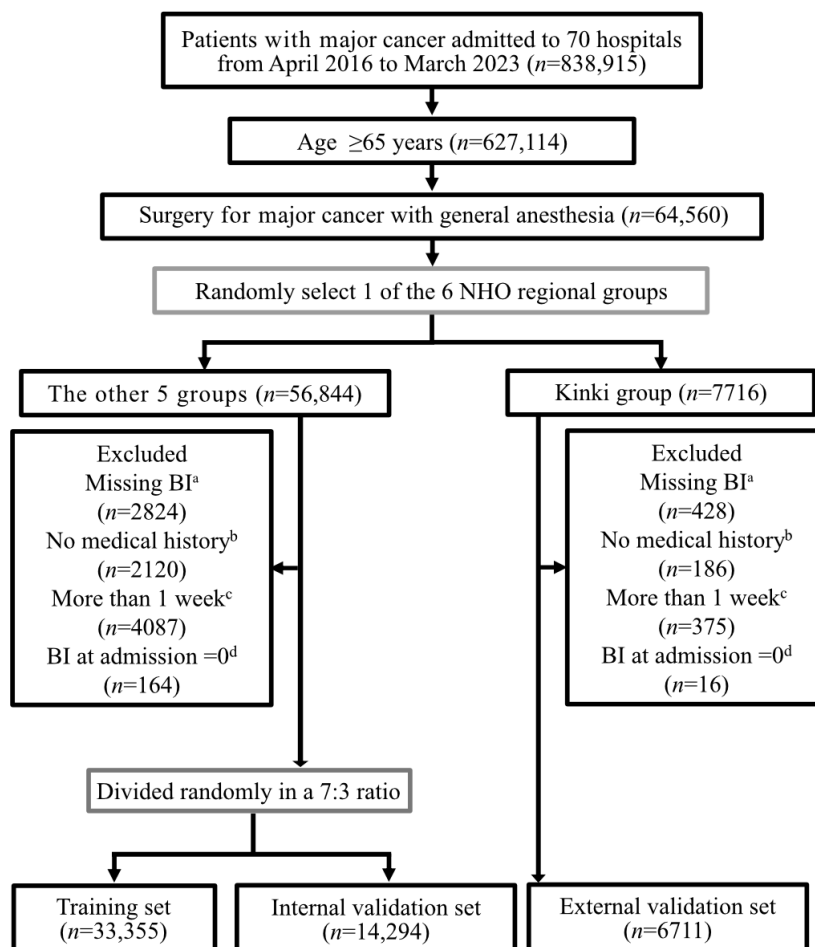 Patients with major cancer admitted to 70 hospitals
from April 2016 to March 2023 (n=838,915)
Age ≥65 years (n=627,114)
Surgery for major cancer with general anesthesia (n=64,560)
Randomly select 1 of the 6 NHO regional groups
The other 5 groups (n=56,844)
Kinki group (n=7716)
Excluded
Missing BIᵃ
(n=2824)
No medical historyᵇ
(n=2120)
More than 1 weekᶜ
(n=4087)
BI at admission =0ᵈ
(n=164)
Excluded
Missing BIᵃ
(n=428)
No medical historyᵇ
(n=186)
More than 1 weekᶜ
(n=375)
BI at admission =0ᵈ
(n=16)
Divided randomly in a 7:3 ratio
Training set
(n=33,355)
Internal validation set
(n=14,294)
External validation set
(n=6711)